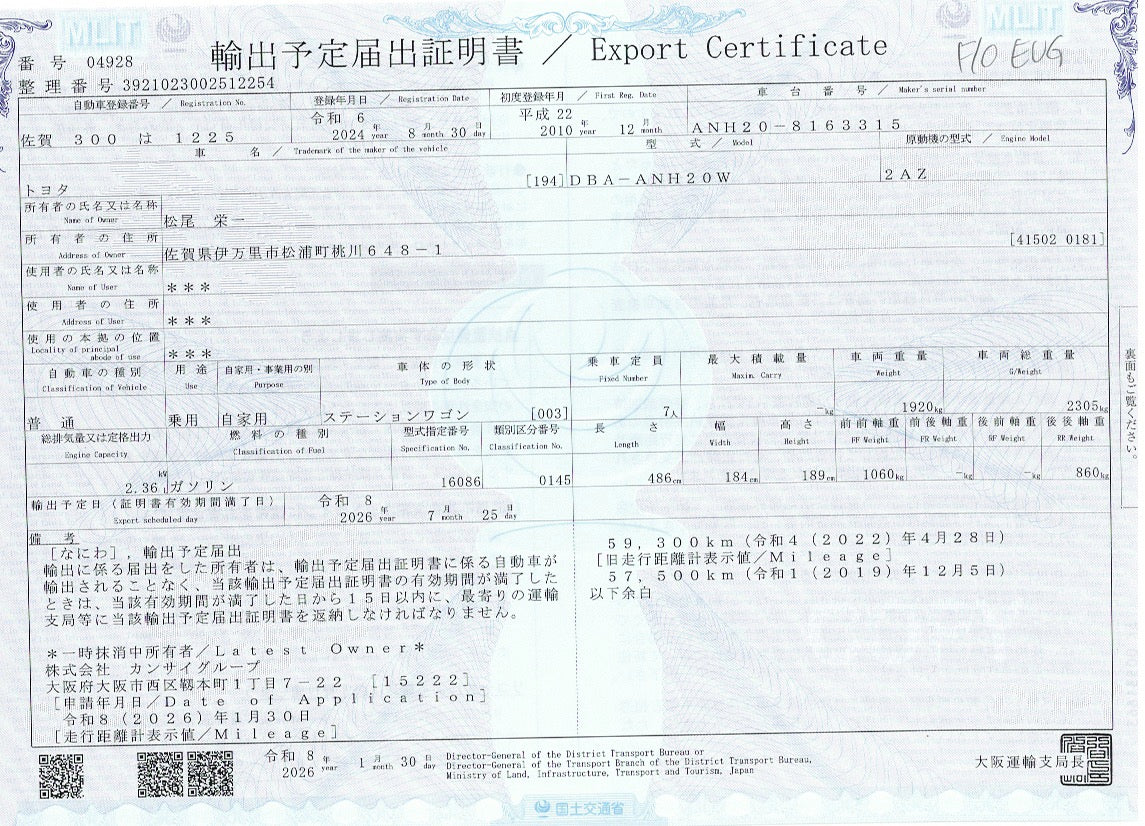 MLIT
MLIT
番号 04928
輸出予定届出証明書 / Export Certificate
F/O EUG
整理番号 3921023002512254
自動車登録番号 / Registration No.
登録年月日 / Registration Date
初度登録年月 / First Reg. Date
車台番号 / Maker's serial number
佐賀 300 は 1225
令和 6
2024 年 year 8 月 month 30 日 day
平成 22
2010 年 year 12 月 month
ANH20-8163315
車名 / Trademark of the maker of the vehicle
型式 / Model
原動機の型式 / Engine Model
トヨタ
[194] DBA-ANH20W
2AZ
所有者の氏名又は名称
Name of Owner
松尾 栄一
所有者の住所
Address of Owner
佐賀県伊万里市松浦町桃川648-1
[41502 0181]
使用者の氏名又は名称
Name of User
***
使用者の住所
Address of User
***
使用の本拠の位置
Locality of principal abode of use
***
自動車の種別
Classification of Vehicle
用途
Use
自家用・事業用の別
Purpose
車体の形状
Type of Body
乗車定員
Fixed Number
最大積載量
Maxim. Carry
車両重量
Weight
車両総重量
G/Weight
普通
乗用
自家用
ステーションワゴン [003]
7人
-kg
1920kg
2305kg
総排気量又は定格出力
Engine Capacity
燃料の種別
Classification of Fuel
型式指定番号
Specification No.
類別区分番号
Classification No.
長さ
Length
幅
Width
高さ
Height
前前軸重
FF Weight
前後軸重
FR Weight
後前軸重
RF Weight
後後軸重
RR Weight
kW
2.36 l
ガソリン
16086
0145
486cm
184cm
189cm
1060kg
-kg
-kg
860kg
輸出予定日(証明書有効期間満了日)
Export scheduled day
令和 8
2026 年 year 7 月 month 25 日 day
備考
[なにわ],輸出予定届出
輸出に係る届出をした所有者は、輸出予定届出証明書に係る自動車が
輸出されることなく、当該輸出予定届出証明書の有効期間が満了した
ときは、当該有効期間が満了した日から15日以内に、最寄りの運輸
支局等に当該輸出予定届出証明書を返納しなければなりません。
*一時抹消中所有者/Latest Owner*
株式会社 カンサイグループ
大阪府大阪市西区靱本町1丁目7-22 [15222]
[申請年月日/Date of Application]
令和8(2026)年1月30日
[走行距離計表示値/Mileage]
59,300km(令和4(2022)年4月28日)
[旧走行距離計表示値/Mileage]
57,500km(令和1(2019)年12月5日)
以下余白
裏面もご覧ください。
令和 8
2026 年 year 1 月 month 30 日 day
Director-General of the District Transport Bureau or
Director-General of the Transport Branch of the District Transport Bureau,
Ministry of Land, Infrastructure, Transport and Tourism, Japan
大阪運輸支局長
国土交通省